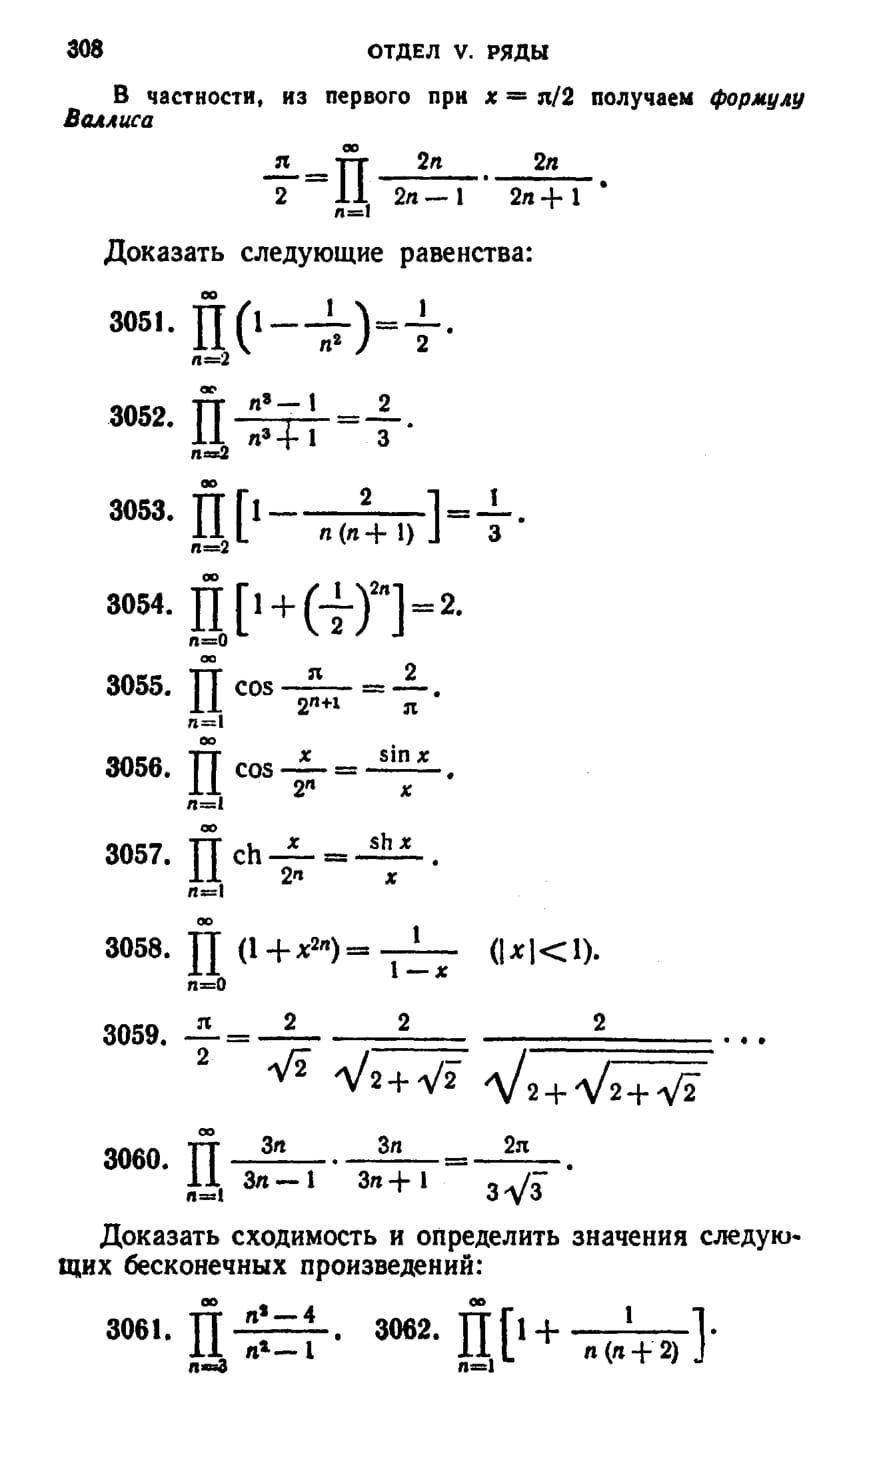 308 ОТДЕЛ V. РЯДЫ
В частности, из первого при x = π/2 получаем формулу
Валлиса
π/2 = ∏_{n=1}^{∞} 2n/(2n — 1) · 2n/(2n + 1).
Доказать следующие равенства:
3051. ∏_{n=2}^{∞} (1 — 1/n²) = 1/2.
3052. ∏_{n=2}^{∞} (n³ — 1)/(n³ + 1) = 2/3.
3053. ∏_{n=2}^{∞} [1 — 2/(n (n + 1))] = 1/3.
3054. ∏_{n=0}^{∞} [1 + (1/2)^{2n}] = 2.
3055. ∏_{n=1}^{∞} cos π/2^{n+1} = 2/π.
3056. ∏_{n=1}^{∞} cos x/2^n = sin x/x.
3057. ∏_{n=1}^{∞} ch x/2n = sh x/x.
3058. ∏_{n=0}^{∞} (1 + x^{2n}) = 1/(1 — x) (|x| < 1).
3059. π/2 = 2/√2 2/√(2 + √2) 2/√(2 + √(2 + √2)) ...
3060. ∏_{n=1}^{∞} 3n/(3n — 1) · 3n/(3n + 1) = 2π/(3√3).
Доказать сходимость и определить значения следую-
щих бесконечных произведений:
3061. ∏_{n=3}^{∞} (n² — 4)/(n² — 1). 3062. ∏_{n=1}^{∞} [1 + 1/(n (n + 2))].